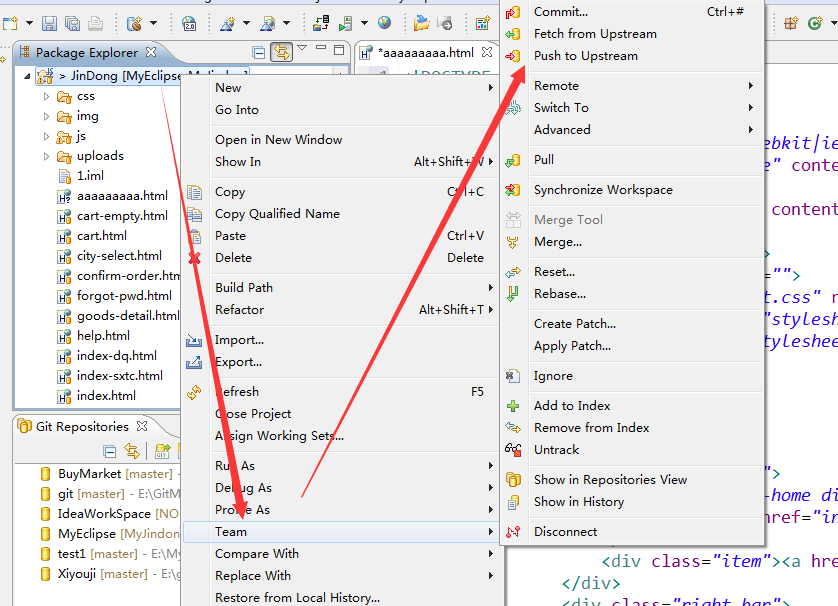 Package Explorer
*aaaaaaaaa.html
> JinDong [MyEclipse
css
img
js
uploads
1.iml
aaaaaaaaa.html
cart-empty.html
cart.html
city-select.html
confirm-order.htm
forgot-pwd.html
goods-detail.html
help.html
index-dq.html
index-sxtc.html
index.html
Git Repositories
BuyMarket [master]
git [master] - E:\GitM
IdeaWorkSpace [NO
MyEclipse [MyJindon
test1 [master] - E:\My
Xiyouji [master] - E:\g
New
Go Into
Open in New Window
Show In Alt+Shift+W
Copy Ctrl+C
Copy Qualified Name
Paste Ctrl+V
Delete Delete
Build Path
Refactor Alt+Shift+T
Import...
Export...
Refresh F5
Close Project
Assign Working Sets...
Run As
Debug As
Profile As
Team
Compare With
Replace With
Restore from Local History...
Commit... Ctrl+#
Fetch from Upstream
Push to Upstream
Remote
Switch To
Advanced
Pull
Synchronize Workspace
Merge Tool
Merge...
Reset...
Rebase...
Create Patch...
Apply Patch...
Ignore
Add to Index
Remove from Index
Untrack
Show in Repositories View
Show in History
Disconnect
ebkit|ie
e" conten
content
="">
t.css" r
"stylesh
tyleshee
">
-home di
href="in
<div class="item"><a hre
</div>
<div class="right-bar">